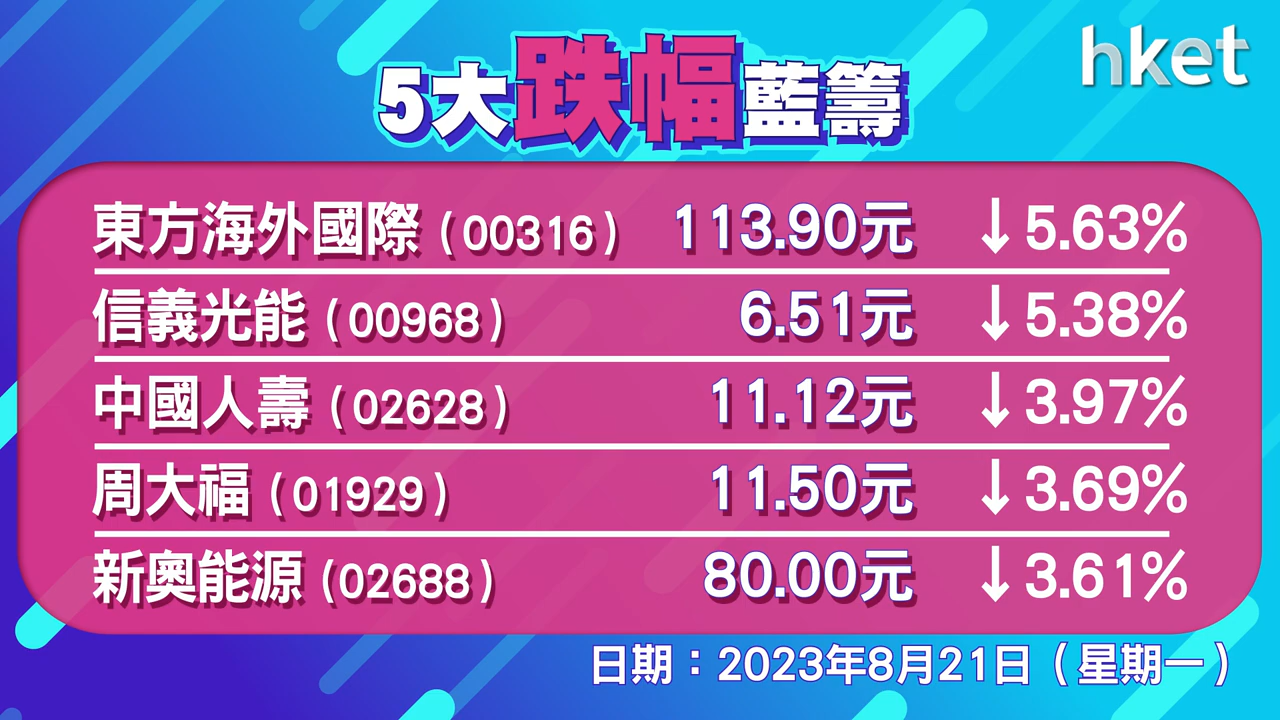 hket
5大跌幅藍籌
東方海外國際（00316） 113.90元 ↓5.63%
信義光能（00968） 6.51元 ↓5.38%
中國人壽（02628） 11.12元 ↓3.97%
周大福（01929） 11.50元 ↓3.69%
新奧能源（02688） 80.00元 ↓3.61%
日期：2023年8月21日（星期一）